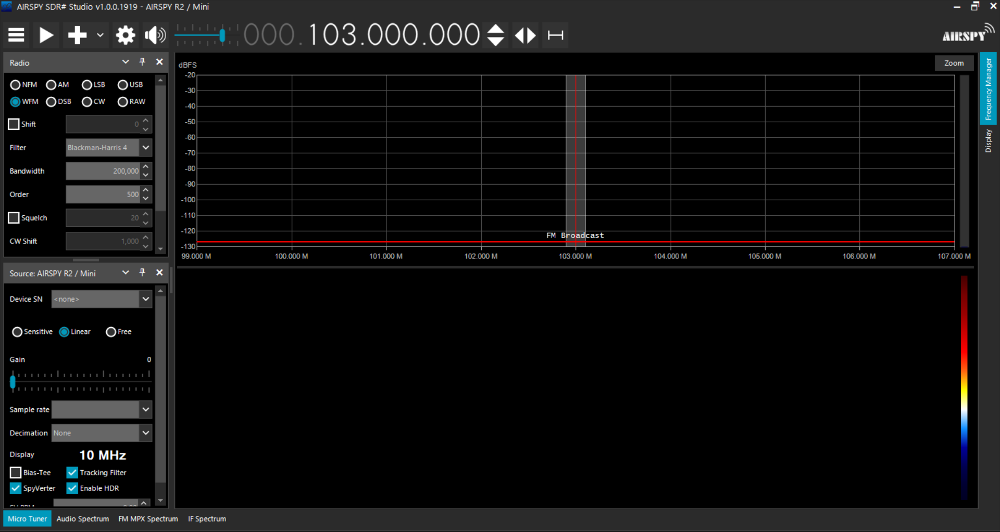 AIRSPY SDR# Studio v1.0.0.1919 - AIRSPY R2 / Mini
000.103.000.000
AIRSPY
Radio
NFM AM LSB USB
WFM DSB CW RAW
Shift 0
Filter Blackman-Harris 4
Bandwidth 200,000
Order 500
Squelch 20
CW Shift 1,000
Source: AIRSPY R2 / Mini
Device SN <none>
Sensitive Linear Free
Gain 0
Sample rate
Decimation None
Display 10 MHz
Bias-Tee Tracking Filter
SpyVerter Enable HDR
dBFS
Zoom
-20
-30
-40
-50
-60
-70
-80
-90
-100
-110
-120
-130
FM Broadcast
99.000 M 100.000 M 101.000 M 102.000 M 103.000 M 104.000 M 105.000 M 106.000 M 107.000 M
Frequency Manager
Display
Micro Tuner Audio Spectrum FM MPX Spectrum IF Spectrum